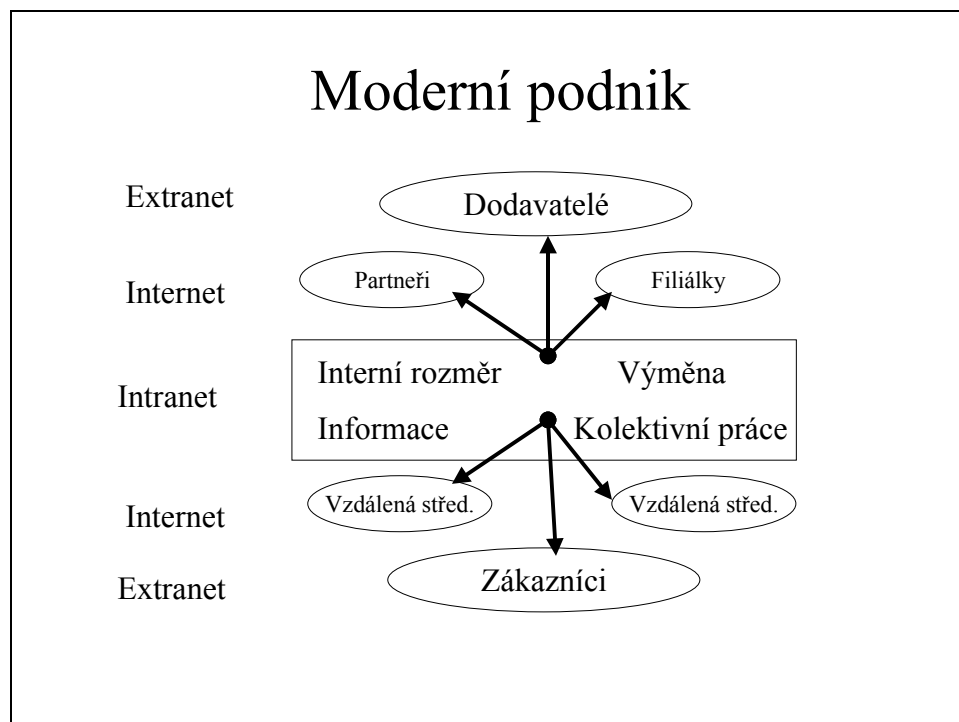 Moderní podnik
Extranet
Dodavatelé
Internet
Partneři
Filiálky
Intranet
Interní rozměr
Výměna
Informace
Kolektivní práce
Internet
Vzdálená střed.
Vzdálená střed.
Extranet
Zákazníci